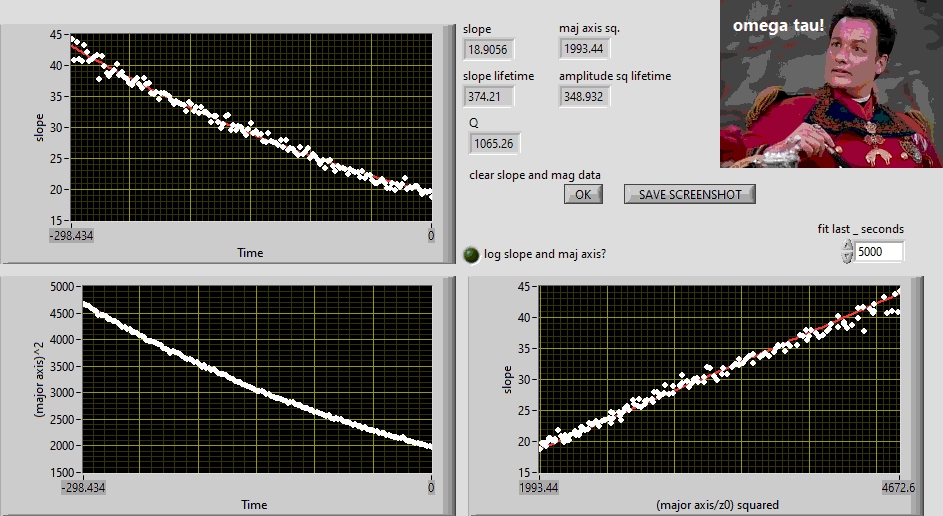 omega tau!
slope
maj axis sq.
18.9056
1993.44
slope lifetime
amplitude sq lifetime
374.21
348.932
Q
1065.26
clear slope and mag data
OK
SAVE SCREENSHOT
log slope and maj axis?
fit last _ seconds
5000
45
40
35
30
25
20
15
slope
-298.434
0
Time
5000
4500
4000
3500
3000
2500
2000
1500
(major axis)^2
-298.434
0
Time
45
40
35
30
25
20
15
slope
1993.44
4672.6
(major axis/z0) squared